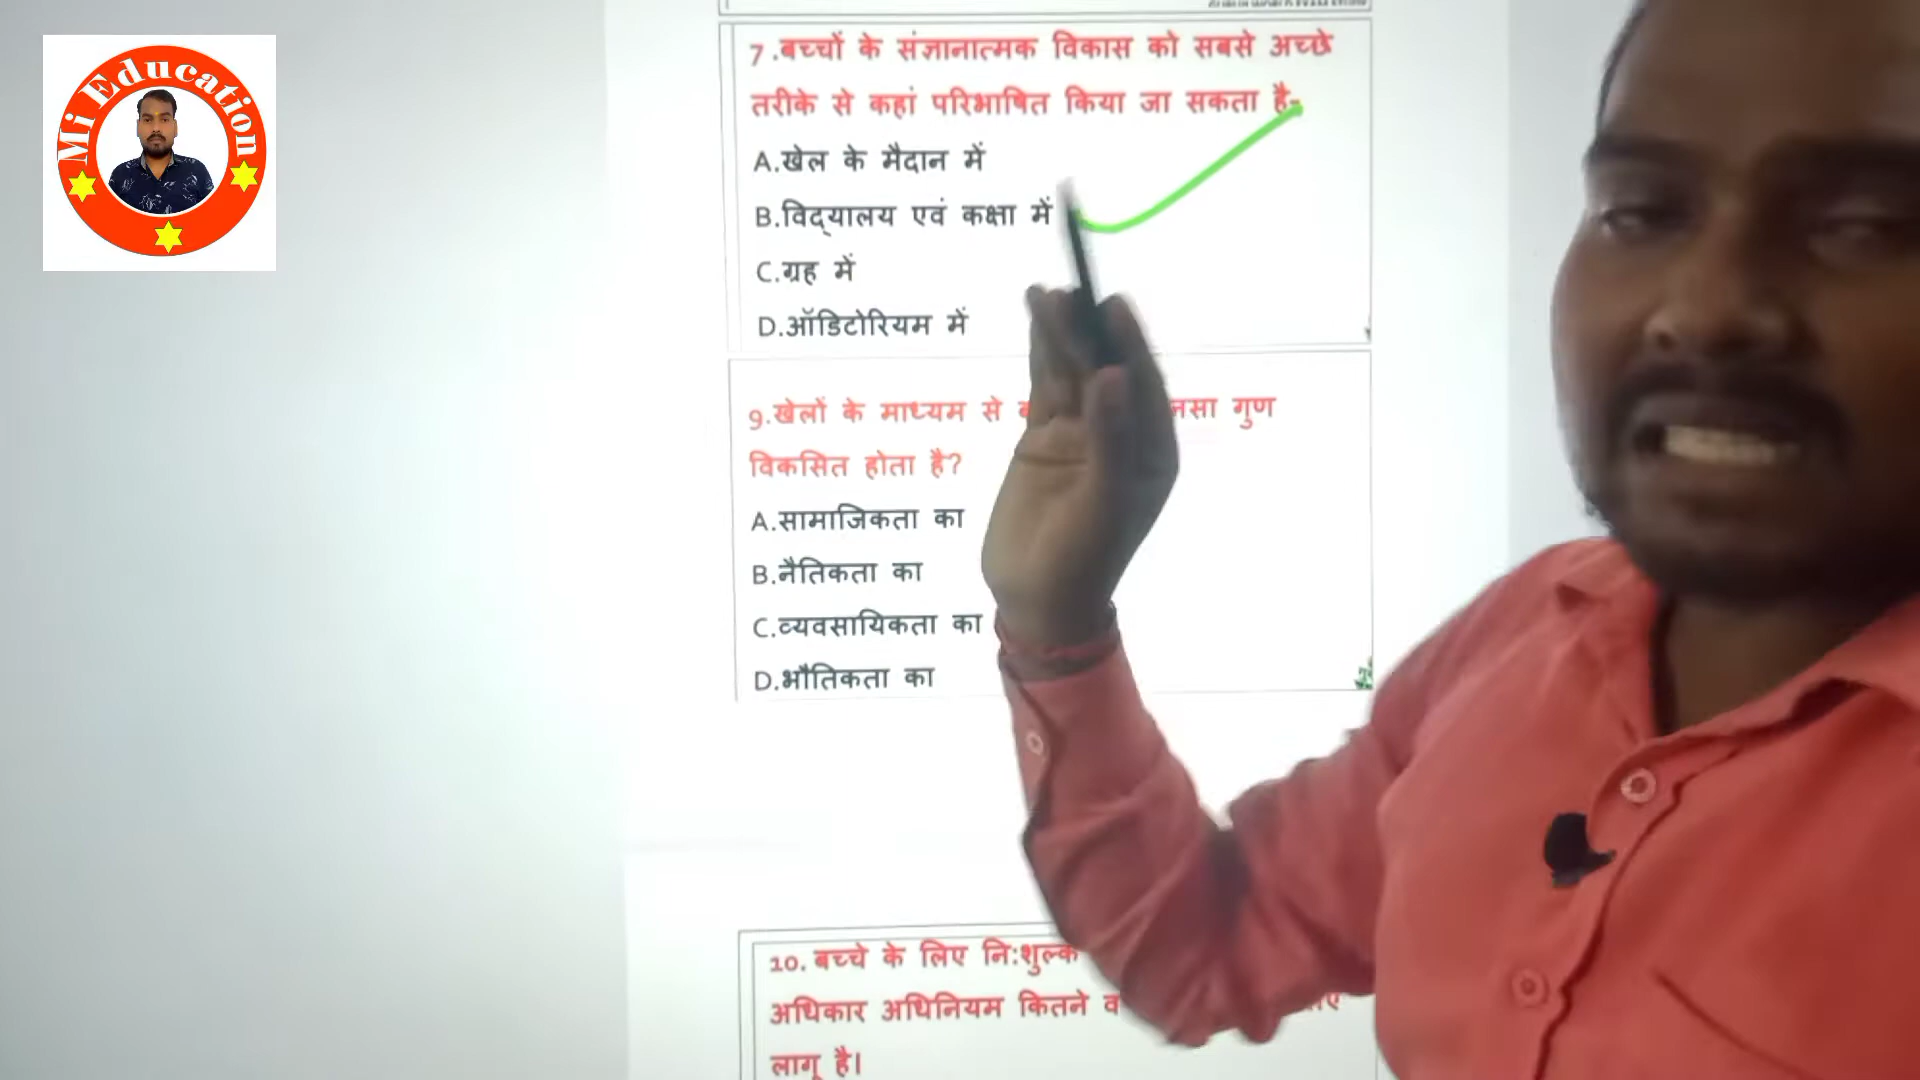 Mi Education
7.बच्चों के संज्ञानात्मक विकास को सबसे अच्छे
तरीके से कहां परिभाषित किया जा सकता है-
A.खेल के मैदान में
B.विद्यालय एवं कक्षा में
C.ग्रह में
D.ऑडिटोरियम में
9.खेलों के माध्यम से गुण
विकसित होता है?
A.सामाजिकता का
B.नैतिकता का
C.व्यवसायिकता का
D.भौतिकता का
10. बच्चे के लिए नि:शुल्क
अधिकार अधिनियम कितने
लागू है।